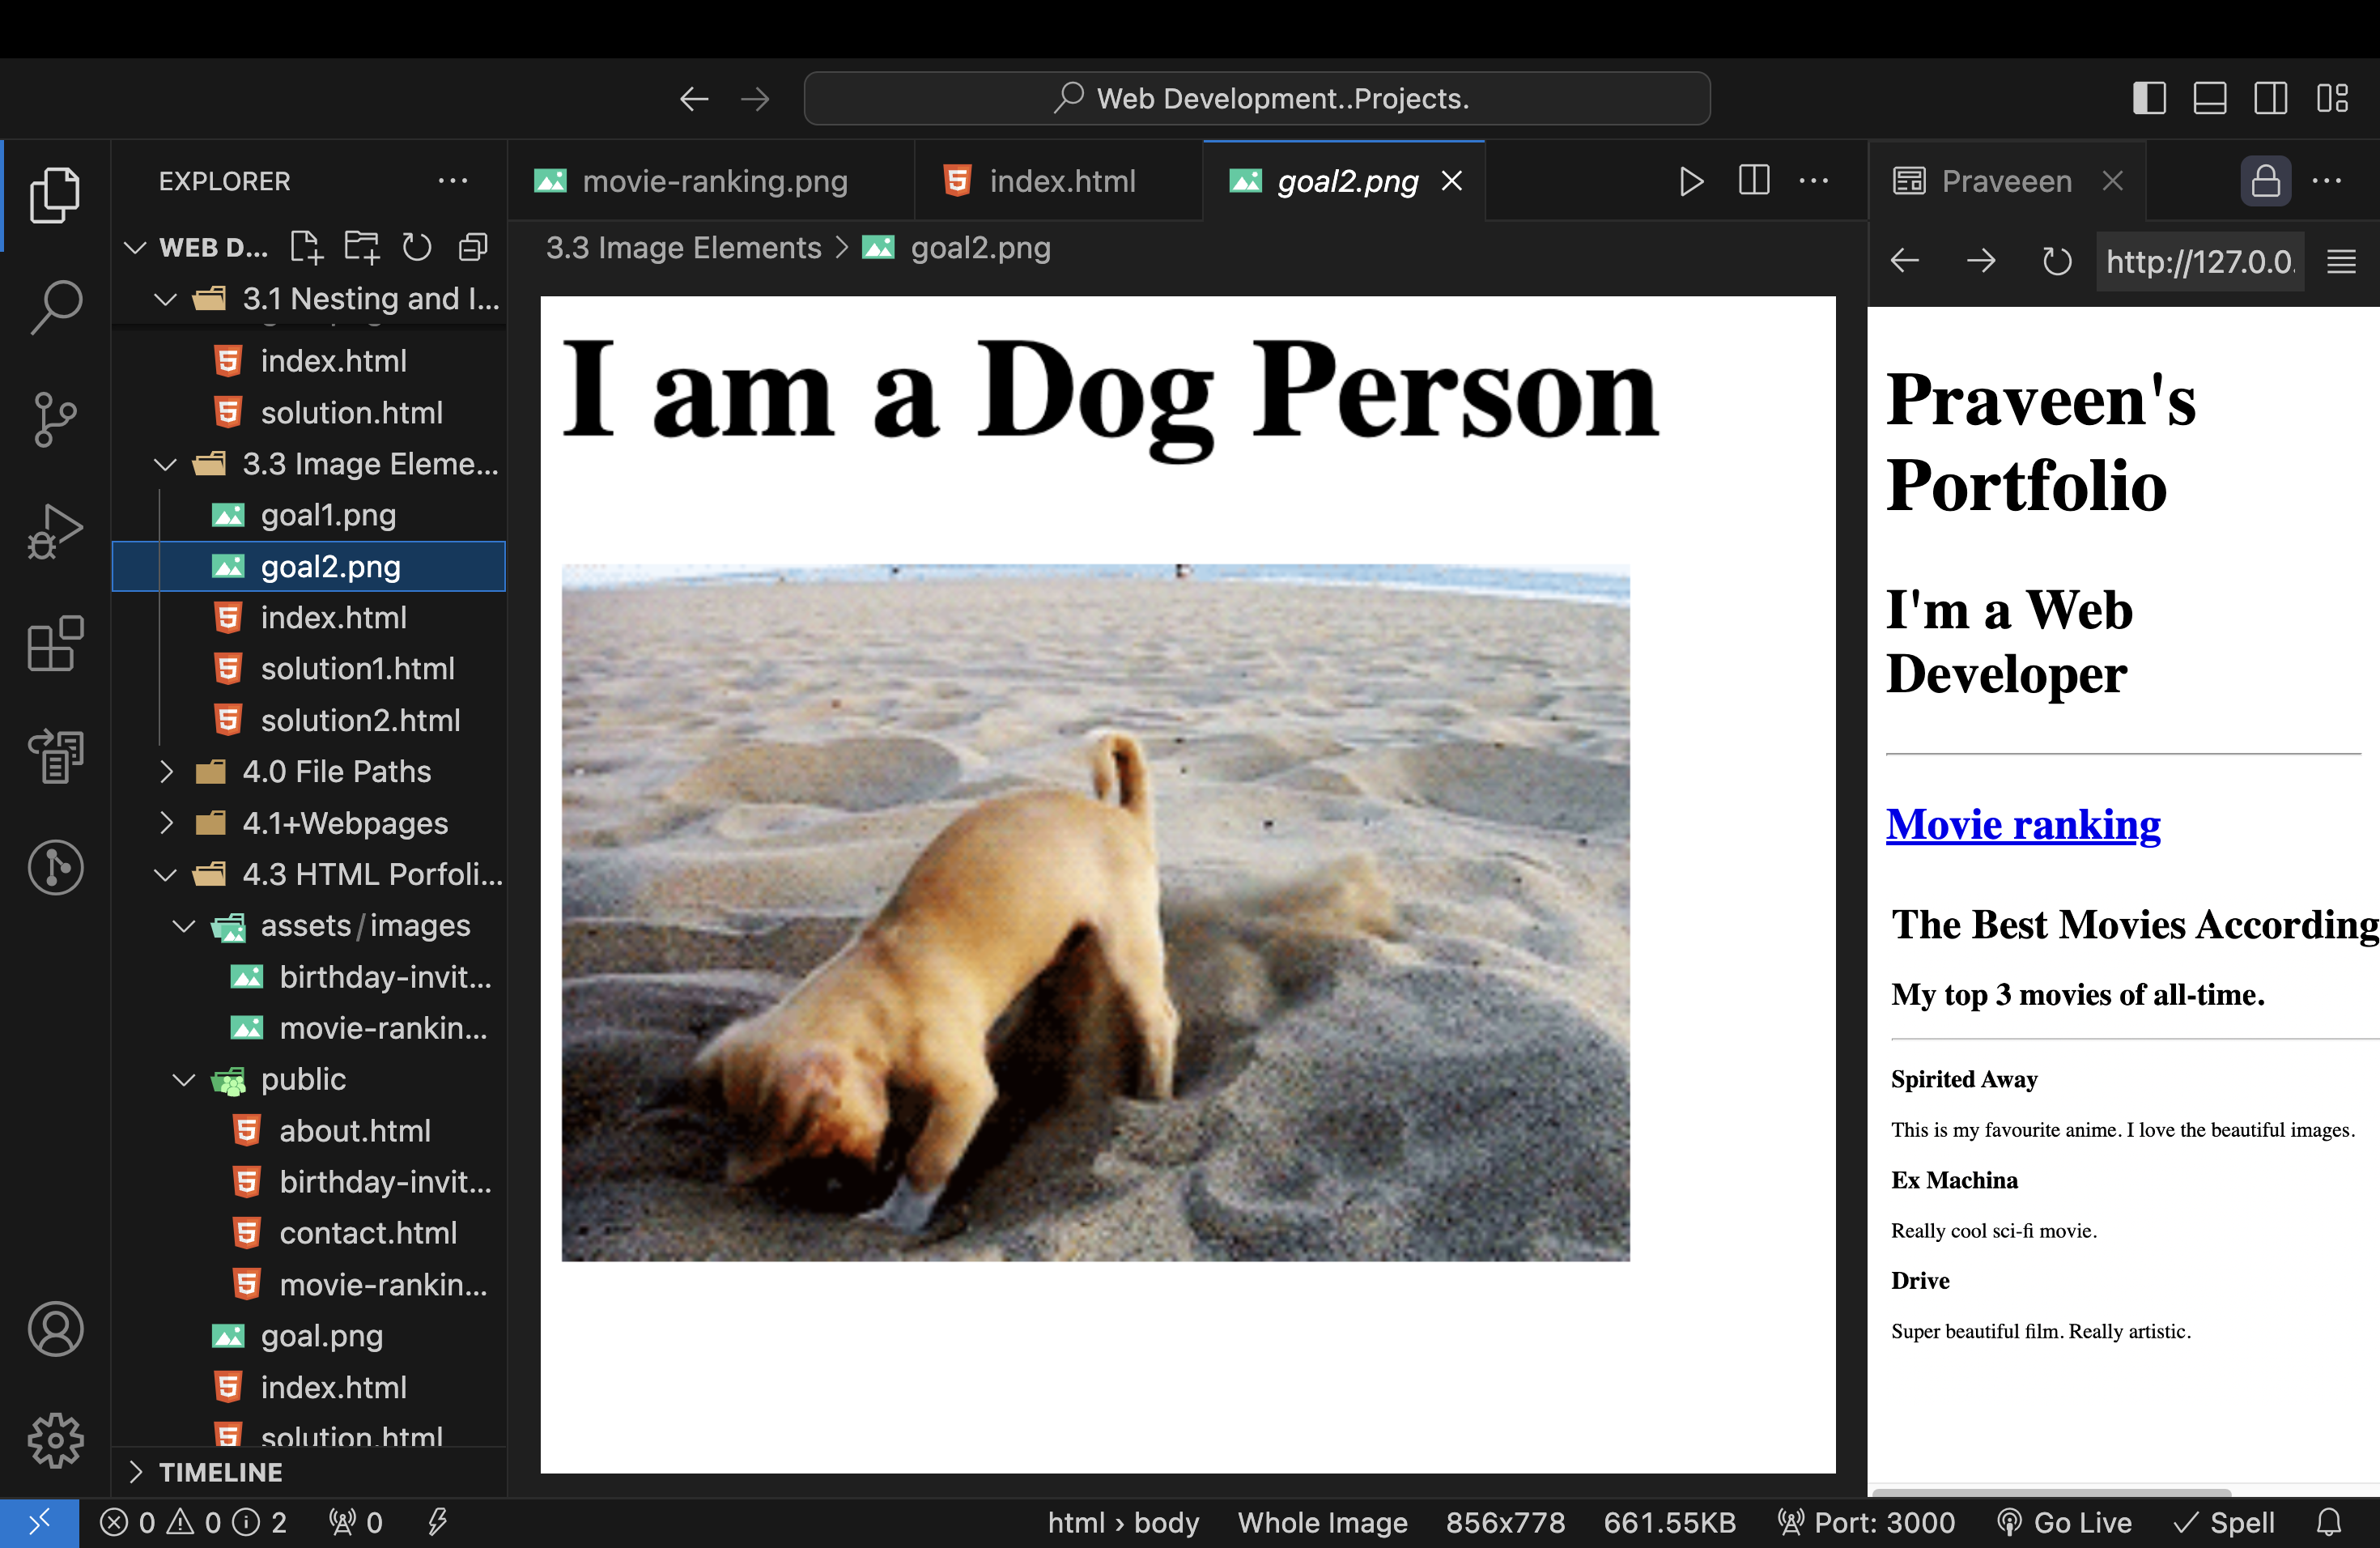 Web Development..Projects.
EXPLORER
movie-ranking.png
index.html
goal2.png
Praveeen
WEB D...
3.3 Image Elements
goal2.png
http://127.0.0.
3.1 Nesting and I...
index.html
solution.html
3.3 Image Eleme...
goal1.png
goal2.png
index.html
solution1.html
solution2.html
4.0 File Paths
4.1+Webpages
4.3 HTML Porfoli...
assets/images
birthday-invit...
movie-rankin...
public
about.html
birthday-invit...
contact.html
movie-rankin...
goal.png
index.html
solution.html
TIMELINE
I am a Dog Person
Praveen's
Portfolio
I'm a Web
Developer
Movie ranking
The Best Movies According
My top 3 movies of all-time.
Spirited Away
This is my favourite anime. I love the beautiful images.
Ex Machina
Really cool sci-fi movie.
Drive
Super beautiful film. Really artistic.
0 0 2 0 html › body Whole Image 856x778 661.55KB Port: 3000 Go Live Spell